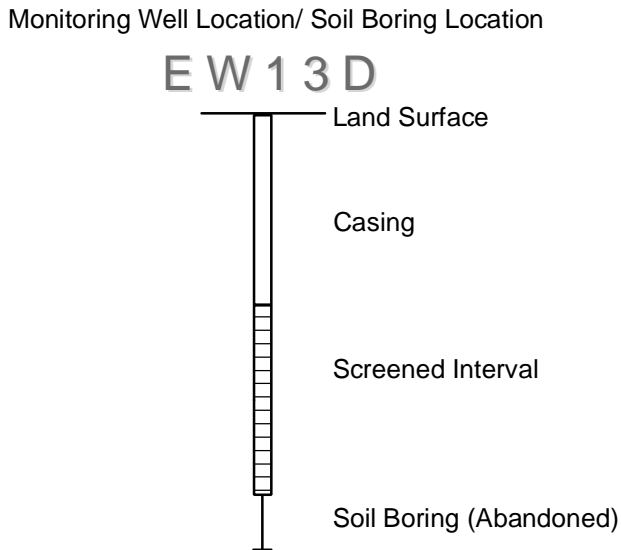 Monitoring Well Location/ Soil Boring Location
EW13D
Land Surface
Casing
Screened Interval
Soil Boring (Abandoned)